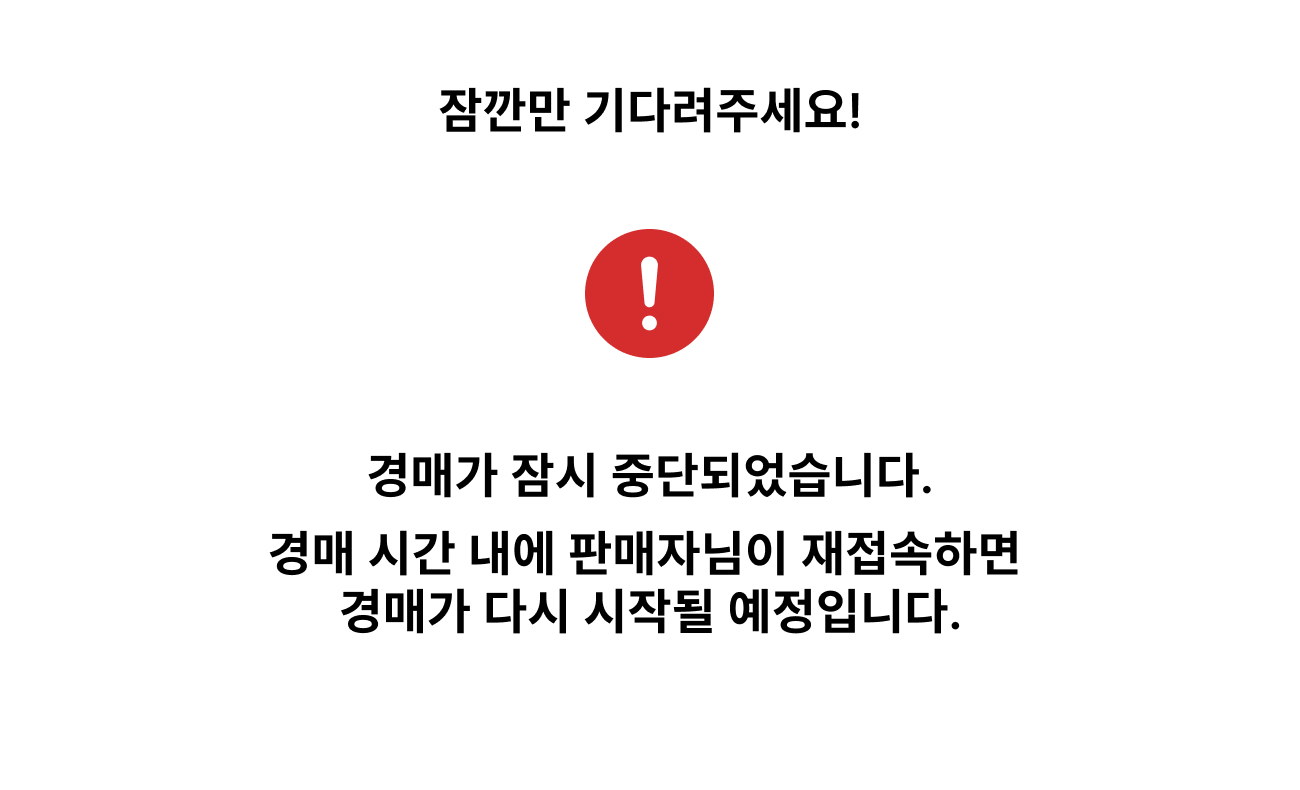 잠깐만 기다려주세요!
경매가 잠시 중단되었습니다.
경매 시간 내에 판매자님이 재접속하면
경매가 다시 시작될 예정입니다.